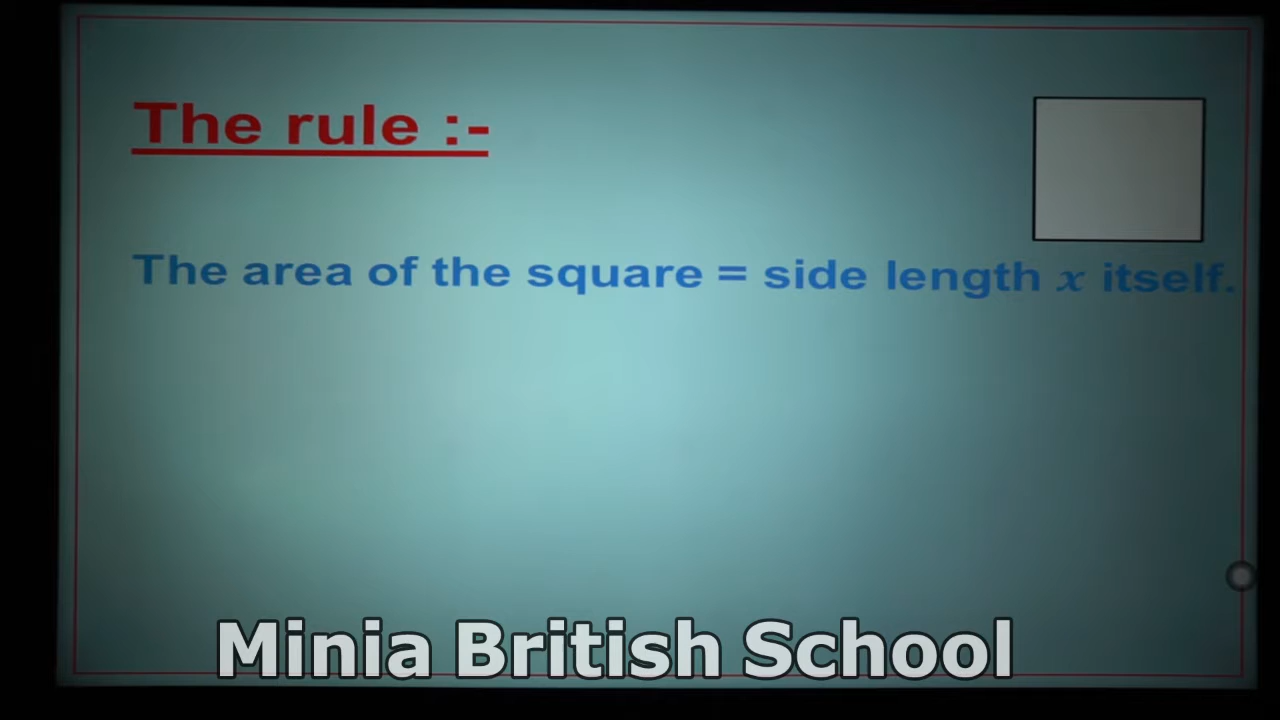 The rule :-
The area of the square = side length x itself.
Minia British School